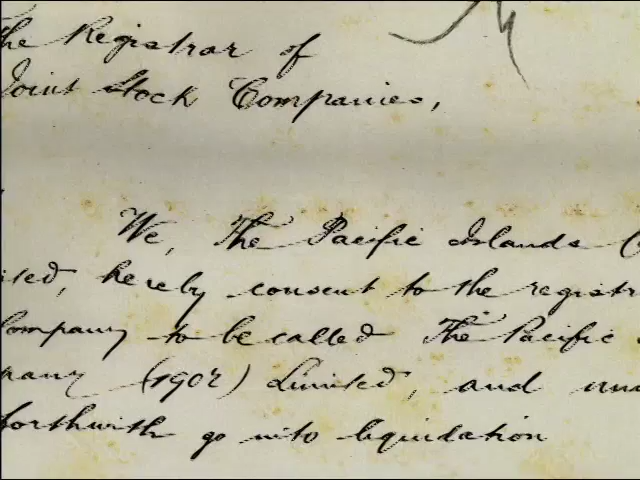 The Registrar of
Joint Stock Companies,
We, The Pacific Islands
ited, hereby consent to the registr
Company to be called The Pacific
pany (1902) Limited, and
forthwith go into liquidation